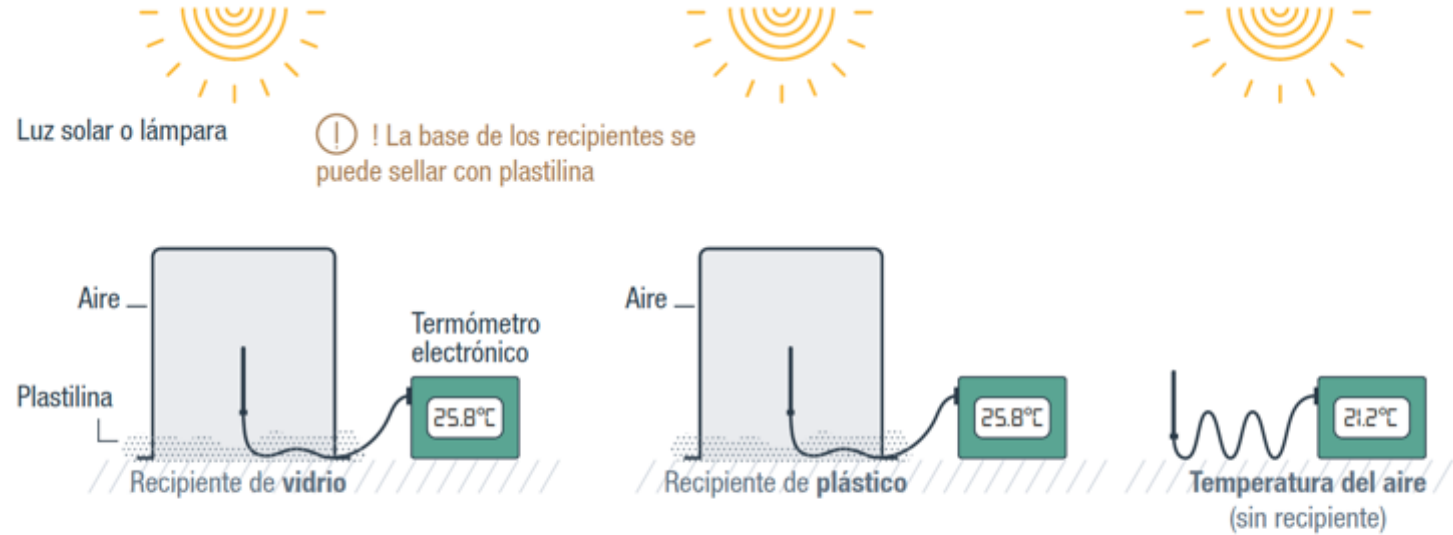 Luz solar o lámpara
! La base de los recipientes se
puede sellar con plastilina
Aire
Plastilina
Termómetro
electrónico
25.8°C
Recipiente de vidrio
Aire
25.8°C
Recipiente de plástico
21.2°C
Temperatura del aire
(sin recipiente)